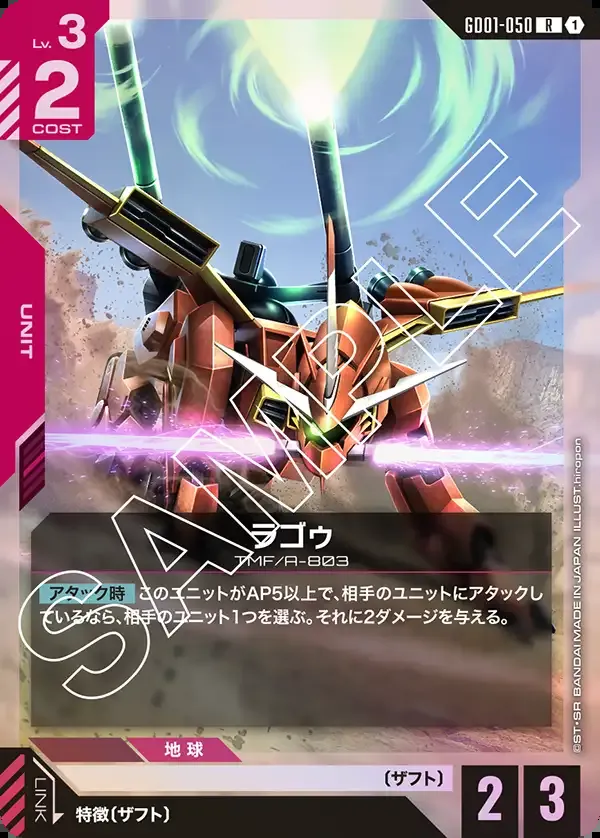 Lv. 3
2
COST
GD01-050 R 1
UNIT
SAMPLE
ラゴゥ
TMF/A-803
アタック時 このユニットがAP5以上で、相手のユニットにアタックし
ているなら、相手のユニット1つを選ぶ。それに2ダメージを与える。
©ST・SR BANDAI MADE IN JAPAN ILLUST.hiropon
地球
〔ザフト〕
LINK
特徴〔ザフト〕
2 3